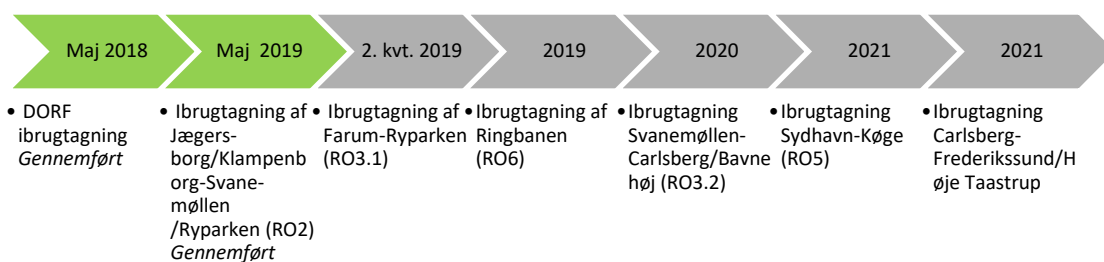 Maj 2018
Maj 2019
2. kvt. 2019
2019
2020
2021
2021
• DORF
ibrugtagning
Gennemført
• Ibrugtagning af
Jægers-
borg/Klampenb
org-Svane-
møllen
/Ryparken (RO2)
Gennemført
• Ibrugtagning af
Farum-Ryparken
(RO3.1)
• Ibrugtagning af
Ringbanen
(RO6)
•Ibrugtagning
Svanemøllen-
Carlsberg/Bavne
høj (RO3.2)
•Ibrugtagning
Sydhavn-Køge
(RO5)
•Ibrugtagning
Carlsberg-
Frederikssund/H
øje Taastrup